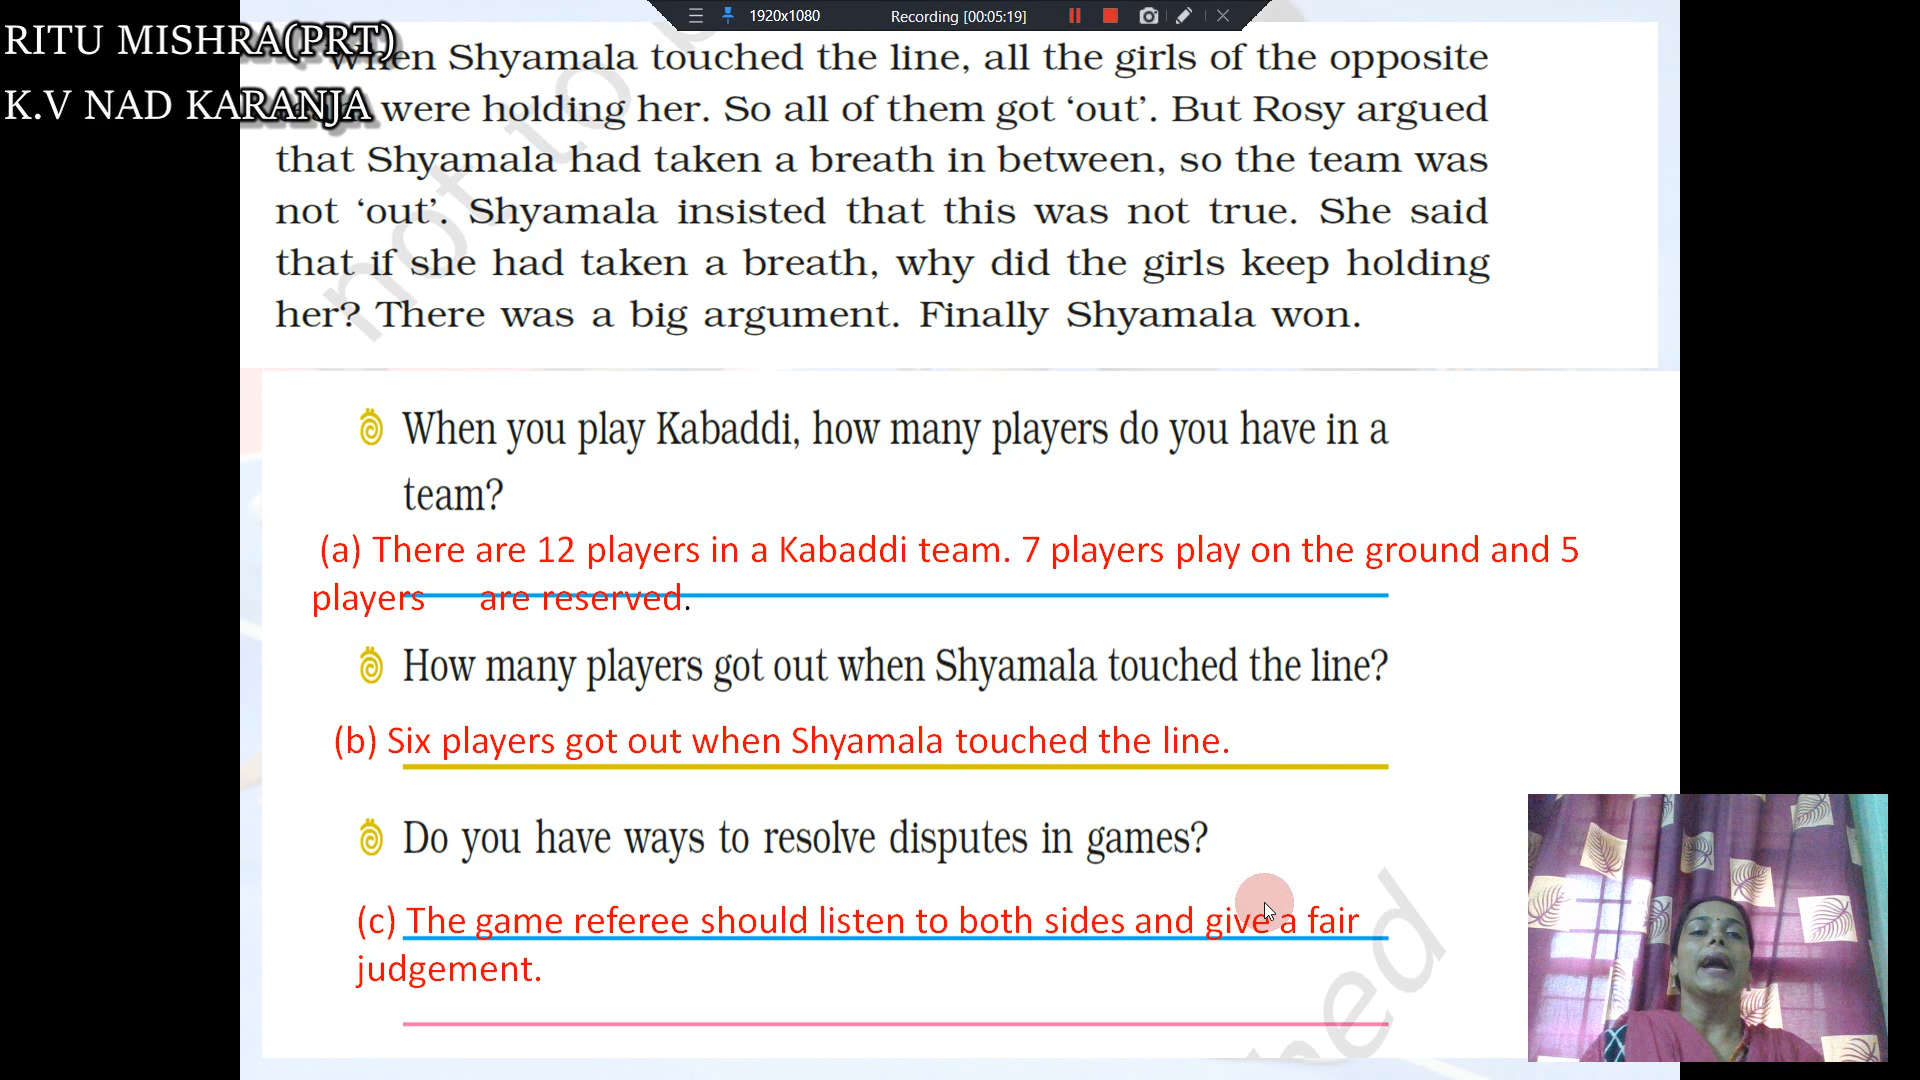 1920x1080
Recording [00:05:19]
RITU MISHRA(PRT)
K.V NAD KARANJA
When Shyamala touched the line, all the girls of the opposite
were holding her. So all of them got ‘out’. But Rosy argued
that Shyamala had taken a breath in between, so the team was
not ‘out’. Shyamala insisted that this was not true. She said
that if she had taken a breath, why did the girls keep holding
her? There was a big argument. Finally Shyamala won.
not to b
When you play Kabaddi, how many players do you have in a
team?
(a) There are 12 players in a Kabaddi team. 7 players play on the ground and 5
players are reserved.
How many players got out when Shyamala touched the line?
(b) Six players got out when Shyamala touched the line.
Do you have ways to resolve disputes in games?
(c) The game referee should listen to both sides and give a fair
judgement.
hed